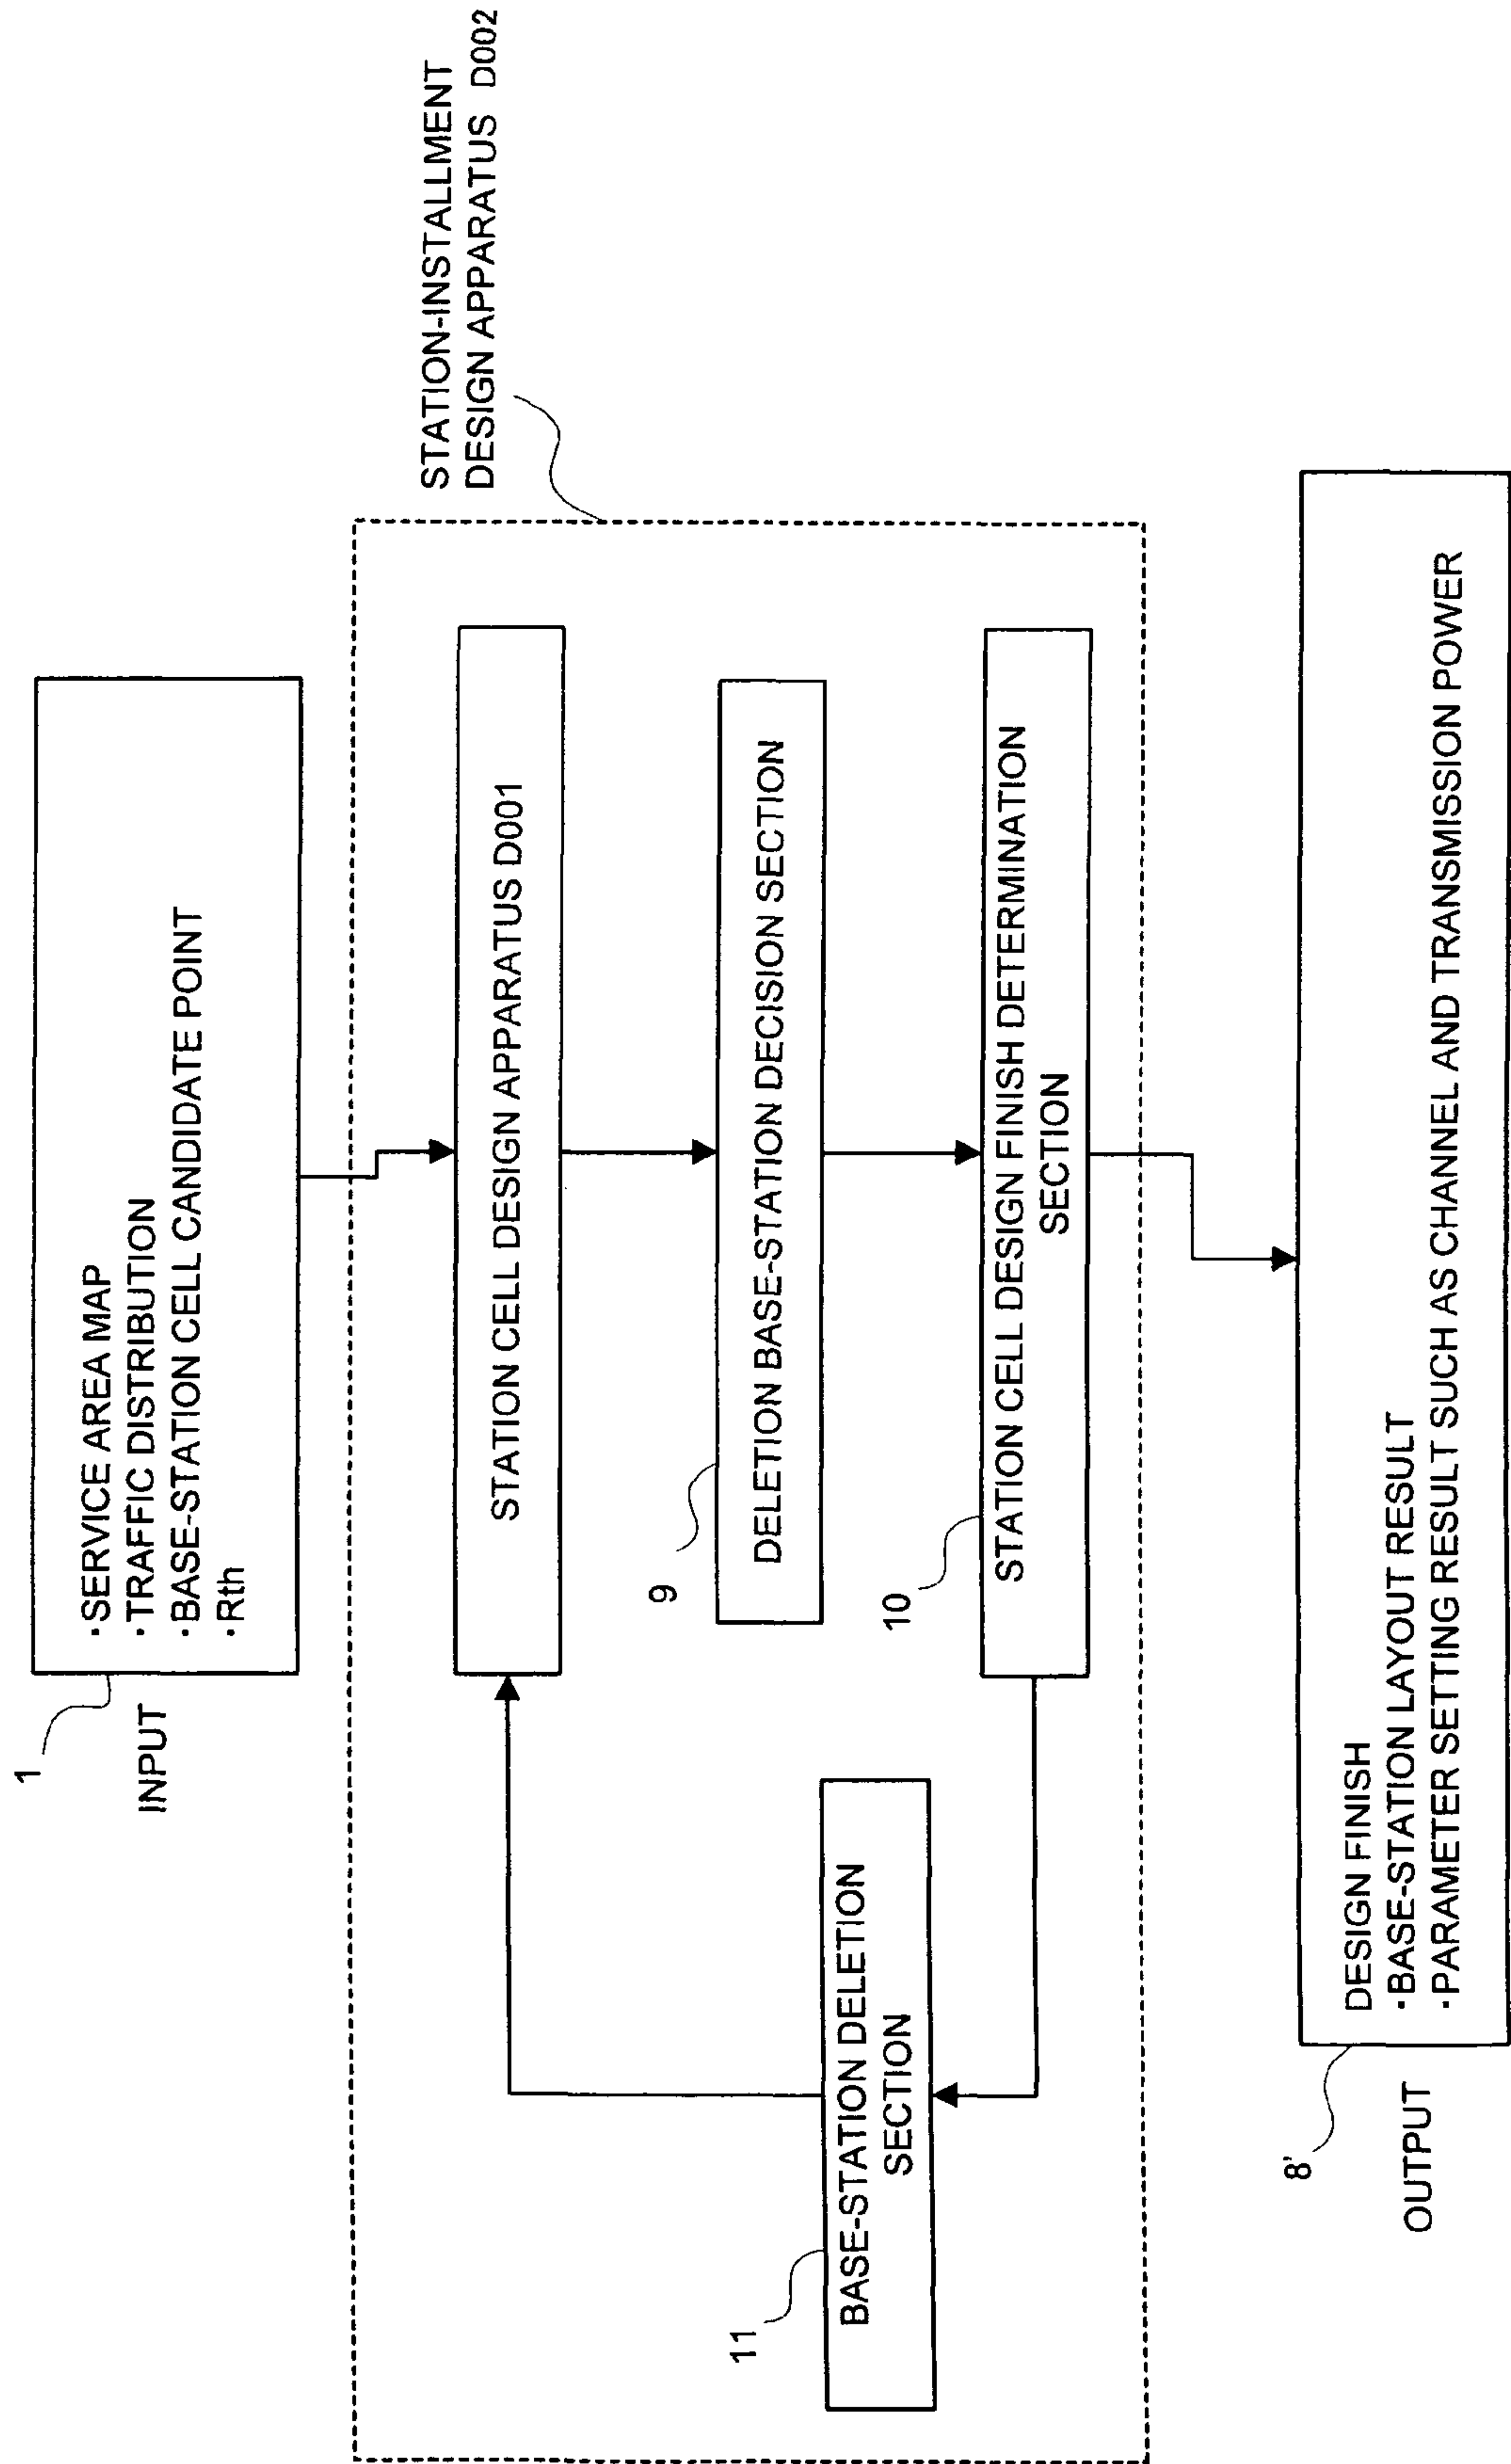 1
INPUT
·SERVICE AREA MAP
·TRAFFIC DISTRIBUTION
·BASE-STATION CELL CANDIDATE POINT
·Rth
STATION-INSTALLMENT
DESIGN APPARATUS D002
STATION CELL DESIGN APPARATUS D001
9
DELETION BASE-STATION DECISION SECTION
11
BASE-STATION DELETION
SECTION
10
STATION CELL DESIGN FINISH DETERMINATION
SECTION
8'
OUTPUT
DESIGN FINISH
·BASE-STATION LAYOUT RESULT
·PARAMETER SETTING RESULT SUCH AS CHANNEL AND TRANSMISSION POWER